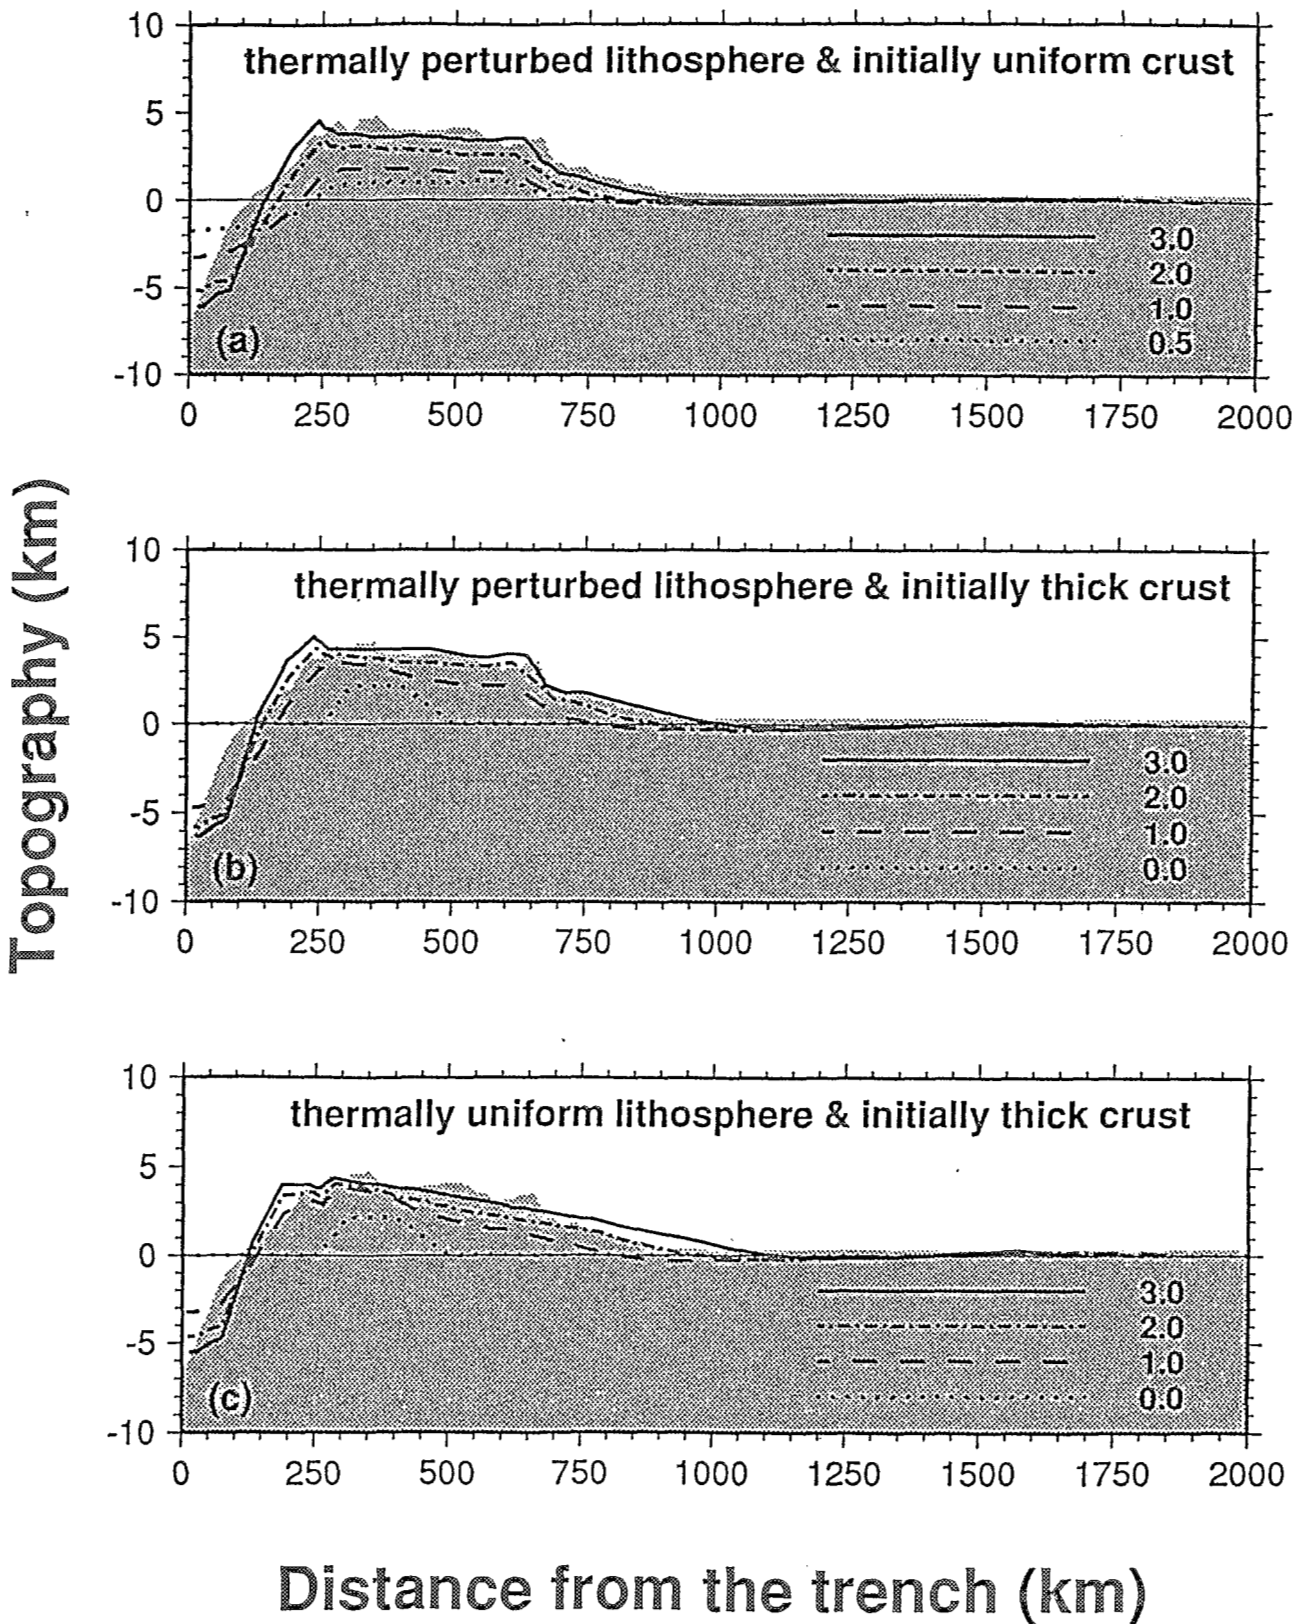 10
thermally perturbed lithosphere & initially uniform crust
5
0
3.0
2.0
-5
1.0
(a)
0.5
-10
0 250 500 750 1000 1250 1500 1750 2000
10
thermally perturbed lithosphere & initially thick crust
5
0
3.0
2.0
-5
1.0
(b)
0.0
-10
0 250 500 750 1000 1250 1500 1750 2000
10
thermally uniform lithosphere & initially thick crust
5
0
3.0
2.0
-5
1.0
(c)
0.0
-10
0 250 500 750 1000 1250 1500 1750 2000
Topography (km)
Distance from the trench (km)